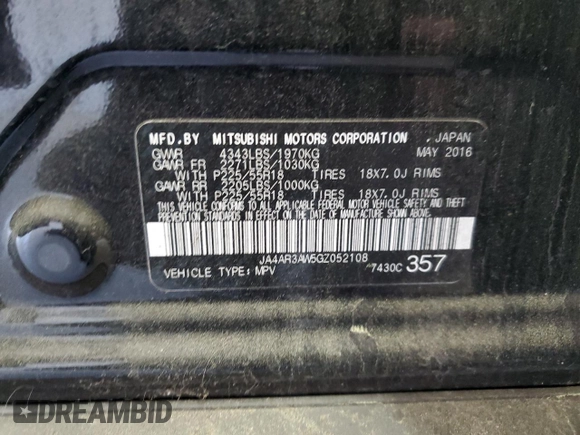 MFD.BY MITSUBISHI MOTORS CORPORATION . JAPAN
GVWR 4343LBS/1970KG MAY 2016
GAWR FR 2271LBS/1030KG
WITH P225/55R18 TIRES 18X7.0J RIMS
GAWR RR 2205LBS/1000KG
WITH P225/55R18 TIRES 18X7.0J RIMS
THIS VEHICLE CONFORMS TO ALL APPLICABLE FEDERAL MOTOR VEHICLE SAFETY AND THEFT
PREVENTION STANDARDS IN EFFECT ON THE DATE OF MANUFACTURE SHOWN ABOVE.
JA4AR3AW5GZ052108
VEHICLE TYPE: MPV 7430C 357
DREAMBID
DREAMBID